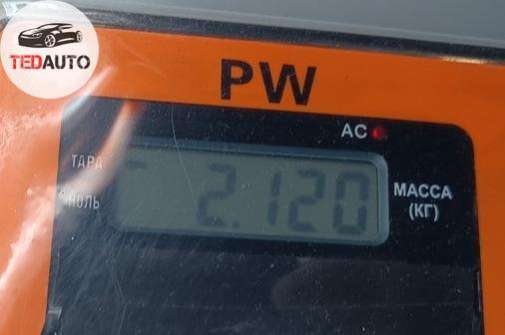 TEDAUTO
PW
AC
ТАРА
НОЛЬ
2.120
МАССА
(КГ)